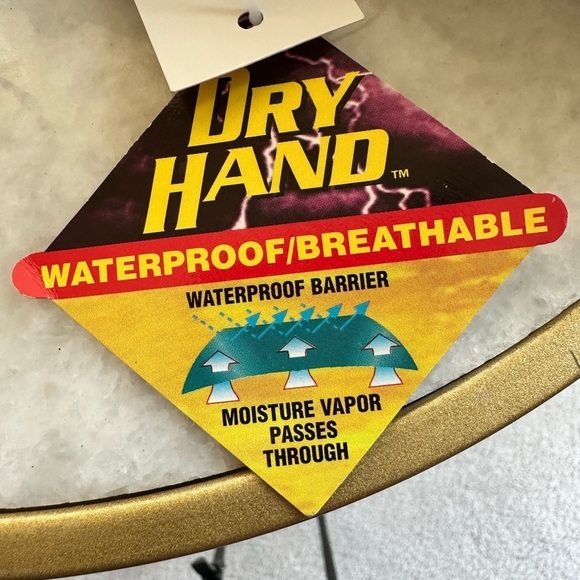 DRY
HAND™
WATERPROOF/BREATHABLE
WATERPROOF BARRIER
MOISTURE VAPOR
PASSES
THROUGH